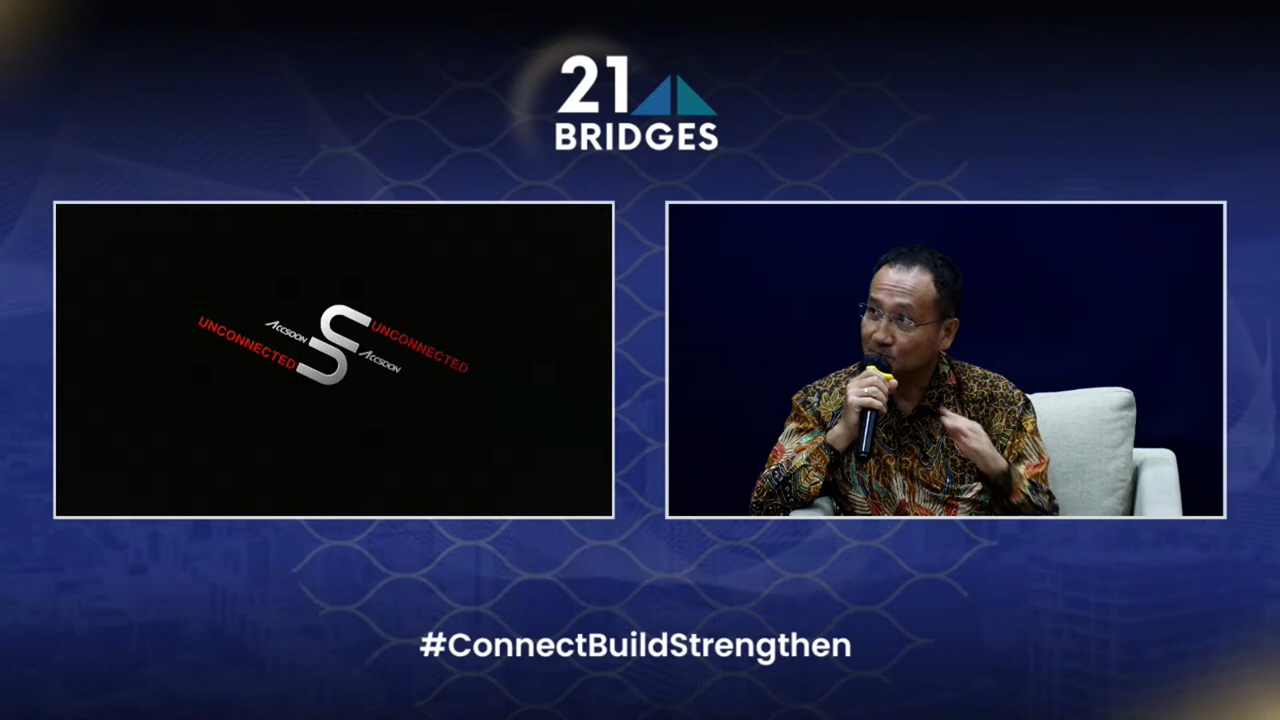 21
BRIDGES
UNCONNECTED
Accsoon
UNCONNECTED
Accsoon
#ConnectBuildStrengthen